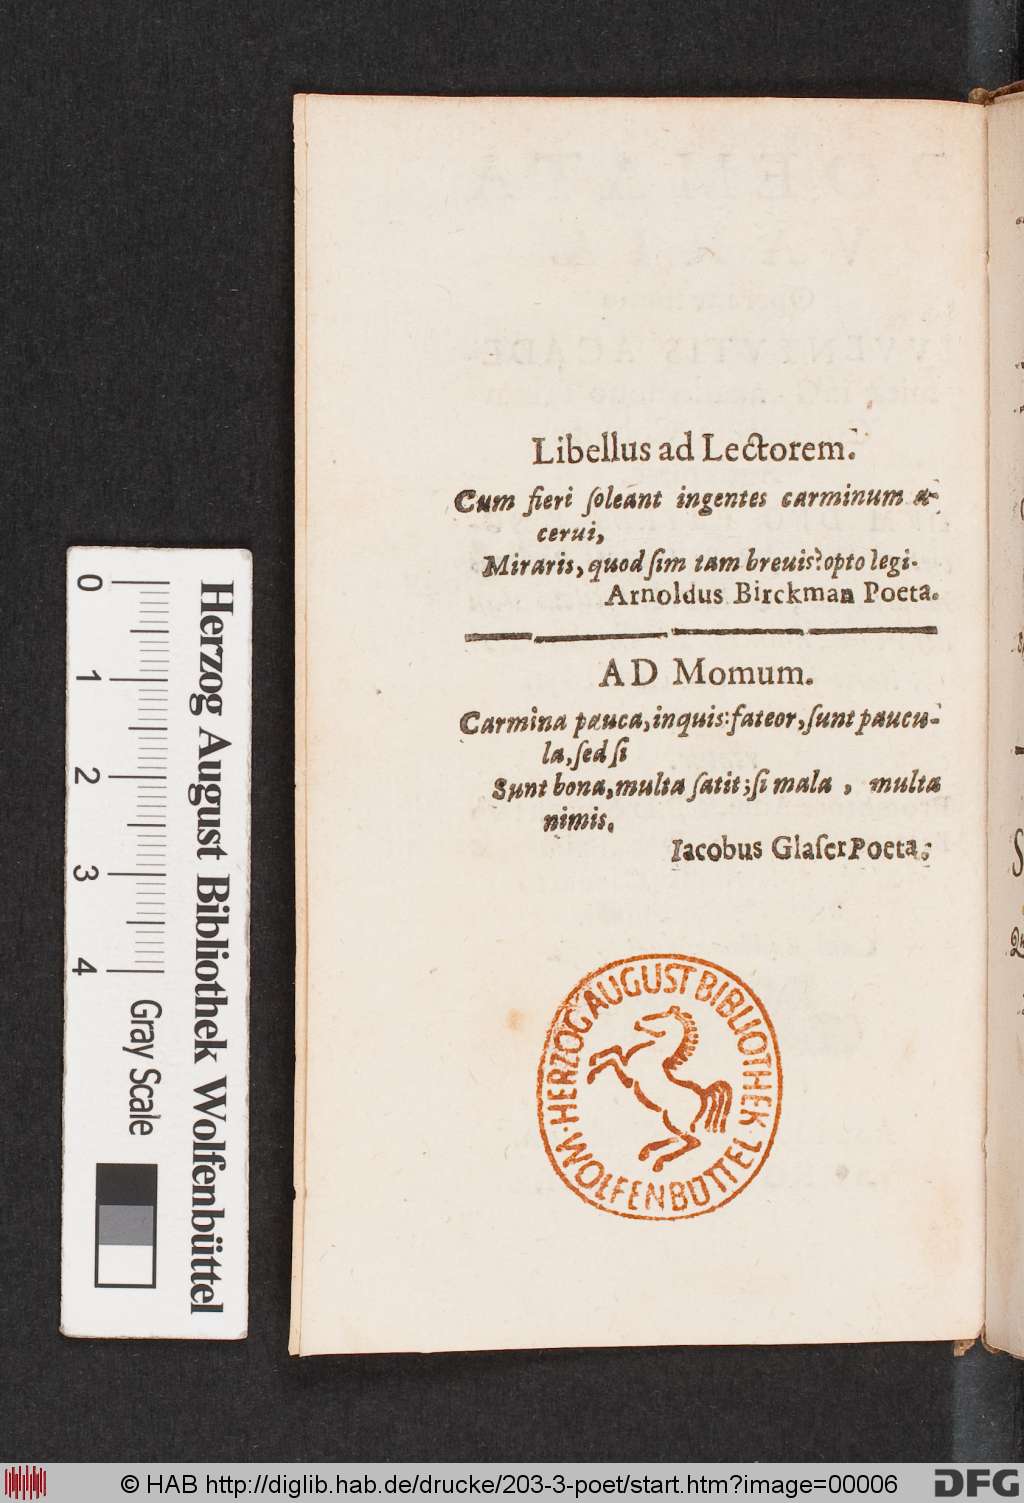 Libellus ad Lectorem.
Cum fieri ſoleant ingentes carminum a-
cerui,
Miraris, quod ſim tam breuis? opto legi.
Arnoldus Birckman Poeta.
AD Momum.
Carmina pauca, inquis: fateor, ſunt paucu-
la, ſed ſi
Sunt bona, multa ſatis; ſi mala, multa
nimis.
Iacobus Glaſer Poeta.
HERZOG AUGUST BIBLIOTHEK
· WOLFENBÜTTEL
Herzog August Bibliothek Wolfenbüttel
0 1 2 3 4 Gray Scale
© HAB http://diglib.hab.de/drucke/203-3-poet/start.htm?image=00006
DFG